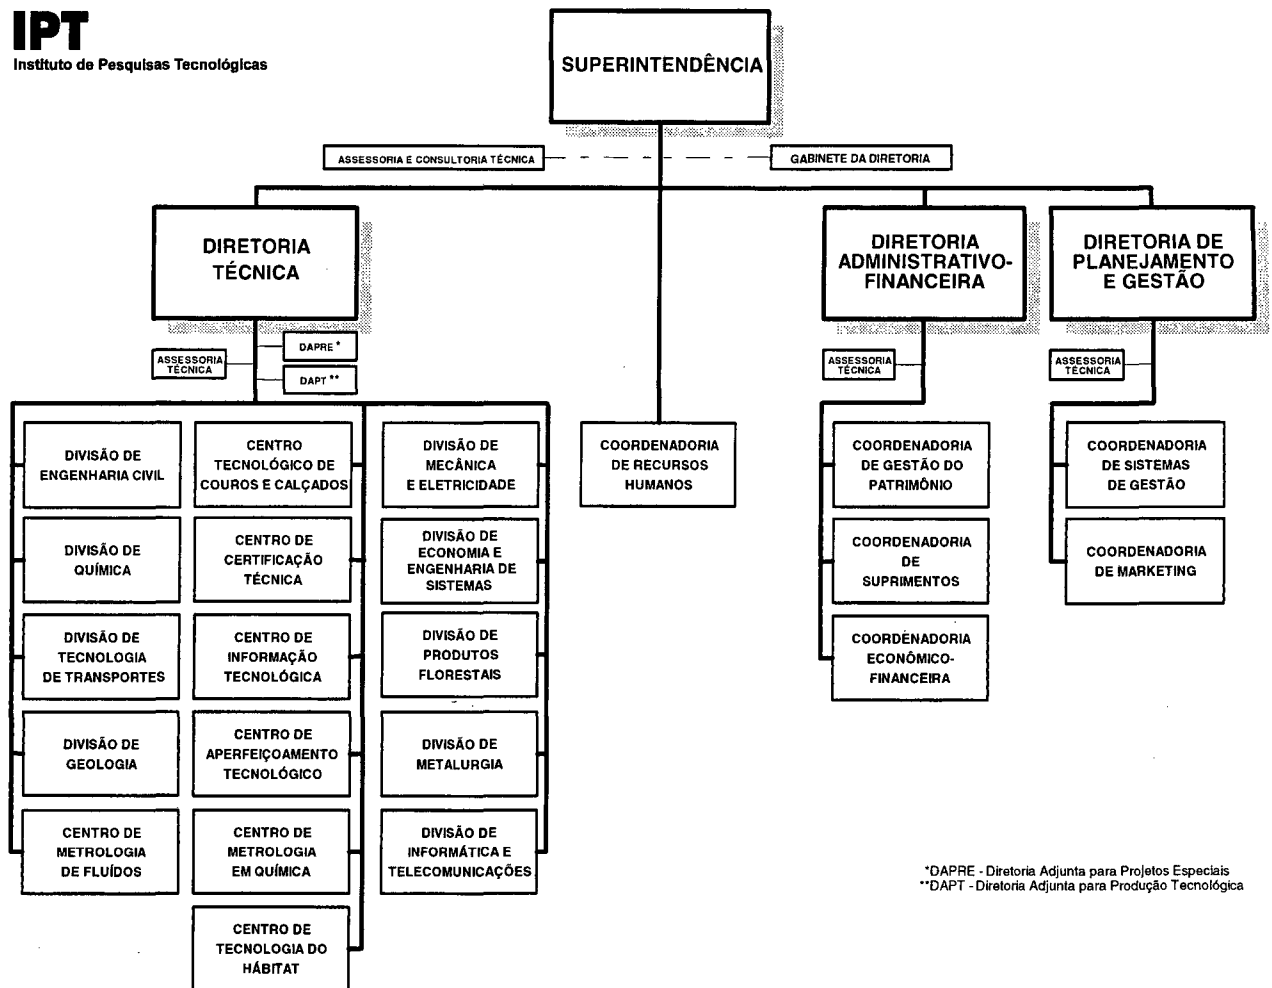 IPT
Instituto de Pesquisas Tecnológicas
SUPERINTENDÊNCIA
ASSESSORIA E CONSULTORIA TÉCNICA
GABINETE DA DIRETORIA
DIRETORIA
TÉCNICA
DIRETORIA
ADMINISTRATIVO-
FINANCEIRA
DIRETORIA DE
PLANEJAMENTO
E GESTÃO
ASSESSORIA
TÉCNICA
DAPRE *
DAPT **
ASSESSORIA
TÉCNICA
ASSESSORIA
TÉCNICA
DIVISÃO DE
ENGENHARIA CIVIL
CENTRO
TECNOLÓGICO DE
COUROS E CALÇADOS
DIVISÃO DE
MECÂNICA
E ELETRICIDADE
COORDENADORIA
DE RECURSOS
HUMANOS
COORDENADORIA
DE GESTÃO DO
PATRIMÔNIO
COORDENADORIA
DE SISTEMAS
DE GESTÃO
DIVISÃO DE
QUÍMICA
CENTRO DE
CERTIFICAÇÃO
TÉCNICA
DIVISÃO DE
ECONOMIA E
ENGENHARIA DE
SISTEMAS
COORDENADORIA
DE
SUPRIMENTOS
COORDENADORIA
DE MARKETING
DIVISÃO DE
TECNOLOGIA
DE TRANSPORTES
CENTRO DE
INFORMAÇÃO
TECNOLÓGICA
DIVISÃO DE
PRODUTOS
FLORESTAIS
COORDENADORIA
ECONÔMICO-
FINANCEIRA
DIVISÃO DE
GEOLOGIA
CENTRO DE
APERFEIÇOAMENTO
TECNOLÓGICO
DIVISÃO DE
METALURGIA
CENTRO DE
METROLOGIA
DE FLUÍDOS
CENTRO DE
METROLOGIA
EM QUÍMICA
DIVISÃO DE
INFORMÁTICA E
TELECOMUNICAÇÕES
CENTRO DE
TECNOLOGIA DO
HÁBITAT
*DAPRE - Diretoria Adjunta para Projetos Especiais
**DAPT - Diretoria Adjunta para Produção Tecnológica